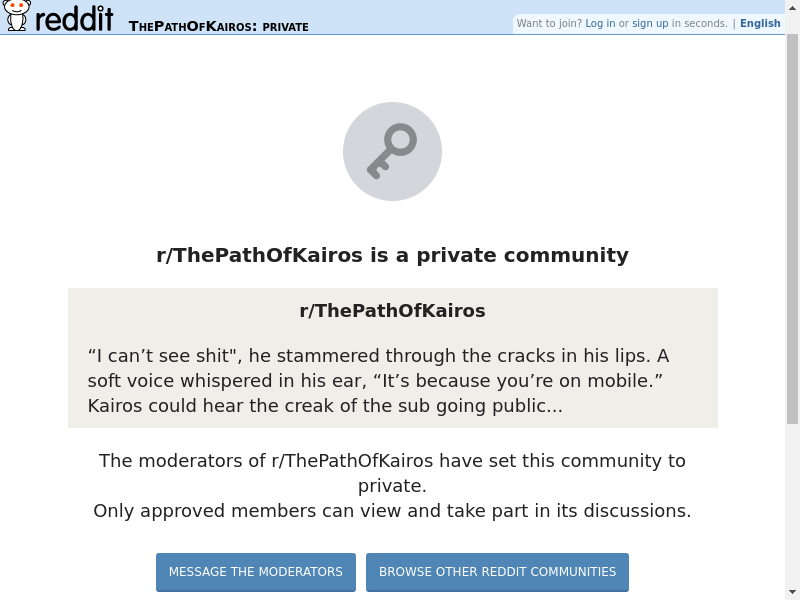 reddit THEPATHOFKAIROS: PRIVATE Want to join? Log in or sign up in seconds. | English
r/ThePathOfKairos is a private community
r/ThePathOfKairos
“I can’t see shit", he stammered through the cracks in his lips. A
soft voice whispered in his ear, “It’s because you’re on mobile.”
Kairos could hear the creak of the sub going public...
The moderators of r/ThePathOfKairos have set this community to
private.
Only approved members can view and take part in its discussions.
MESSAGE THE MODERATORS BROWSE OTHER REDDIT COMMUNITIES